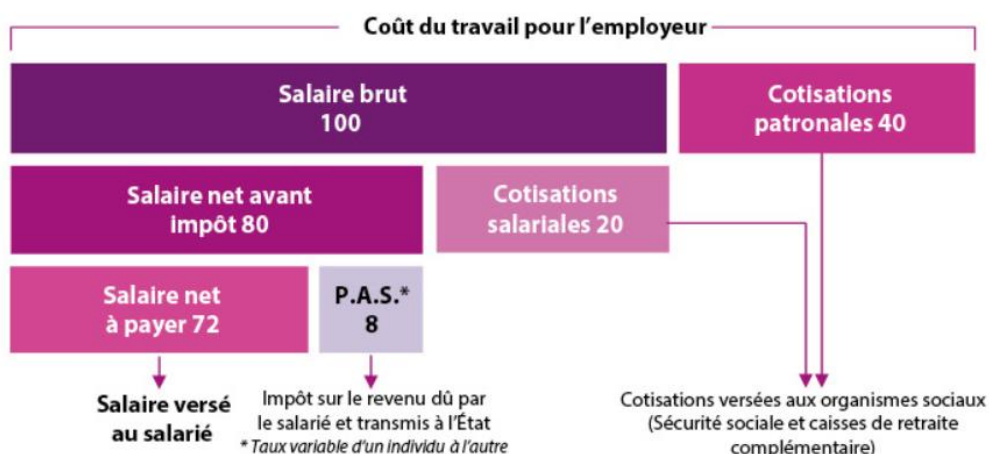 Coût du travail pour l’employeur
Salaire brut
100
Cotisations
patronales 40
Salaire net avant
impôt 80
Cotisations
salariales 20
Salaire net
à payer 72
P.A.S.*
8
Salaire versé
au salarié
Impôt sur le revenu dû par
le salarié et transmis à l’État
* Taux variable d’un individu à l’autre
Cotisations versées aux organismes sociaux
(Sécurité sociale et caisses de retraite
complémentaire)